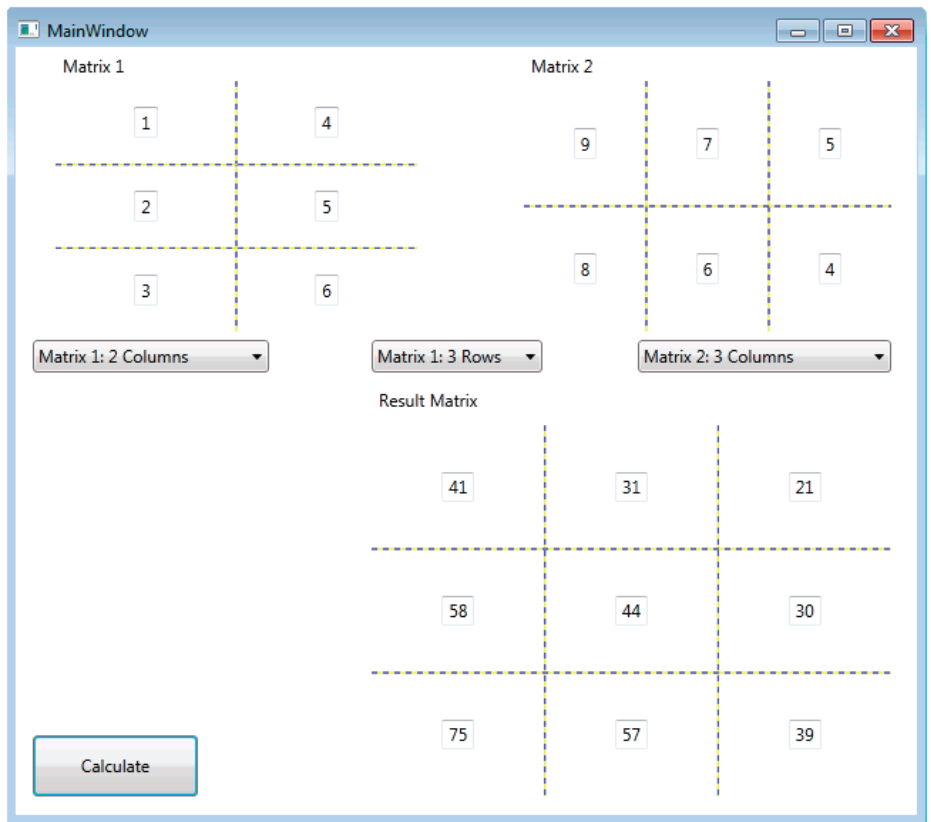 MainWindow
Matrix 1
Matrix 2
1 4
9 7 5
2 5
8 6 4
3 6
Matrix 1: 2 Columns
Matrix 1: 3 Rows
Matrix 2: 3 Columns
Result Matrix
41 31 21
58 44 30
75 57 39
Calculate